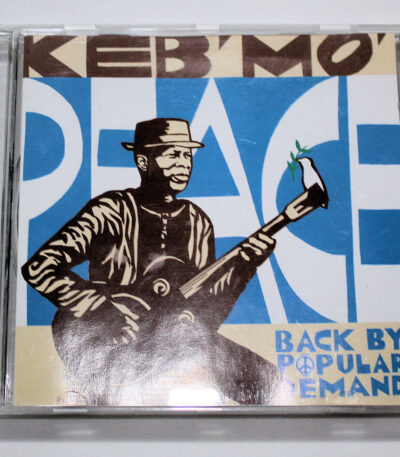 KEB' MO'
PEACE
BACK BY
POPULAR
DEMAND